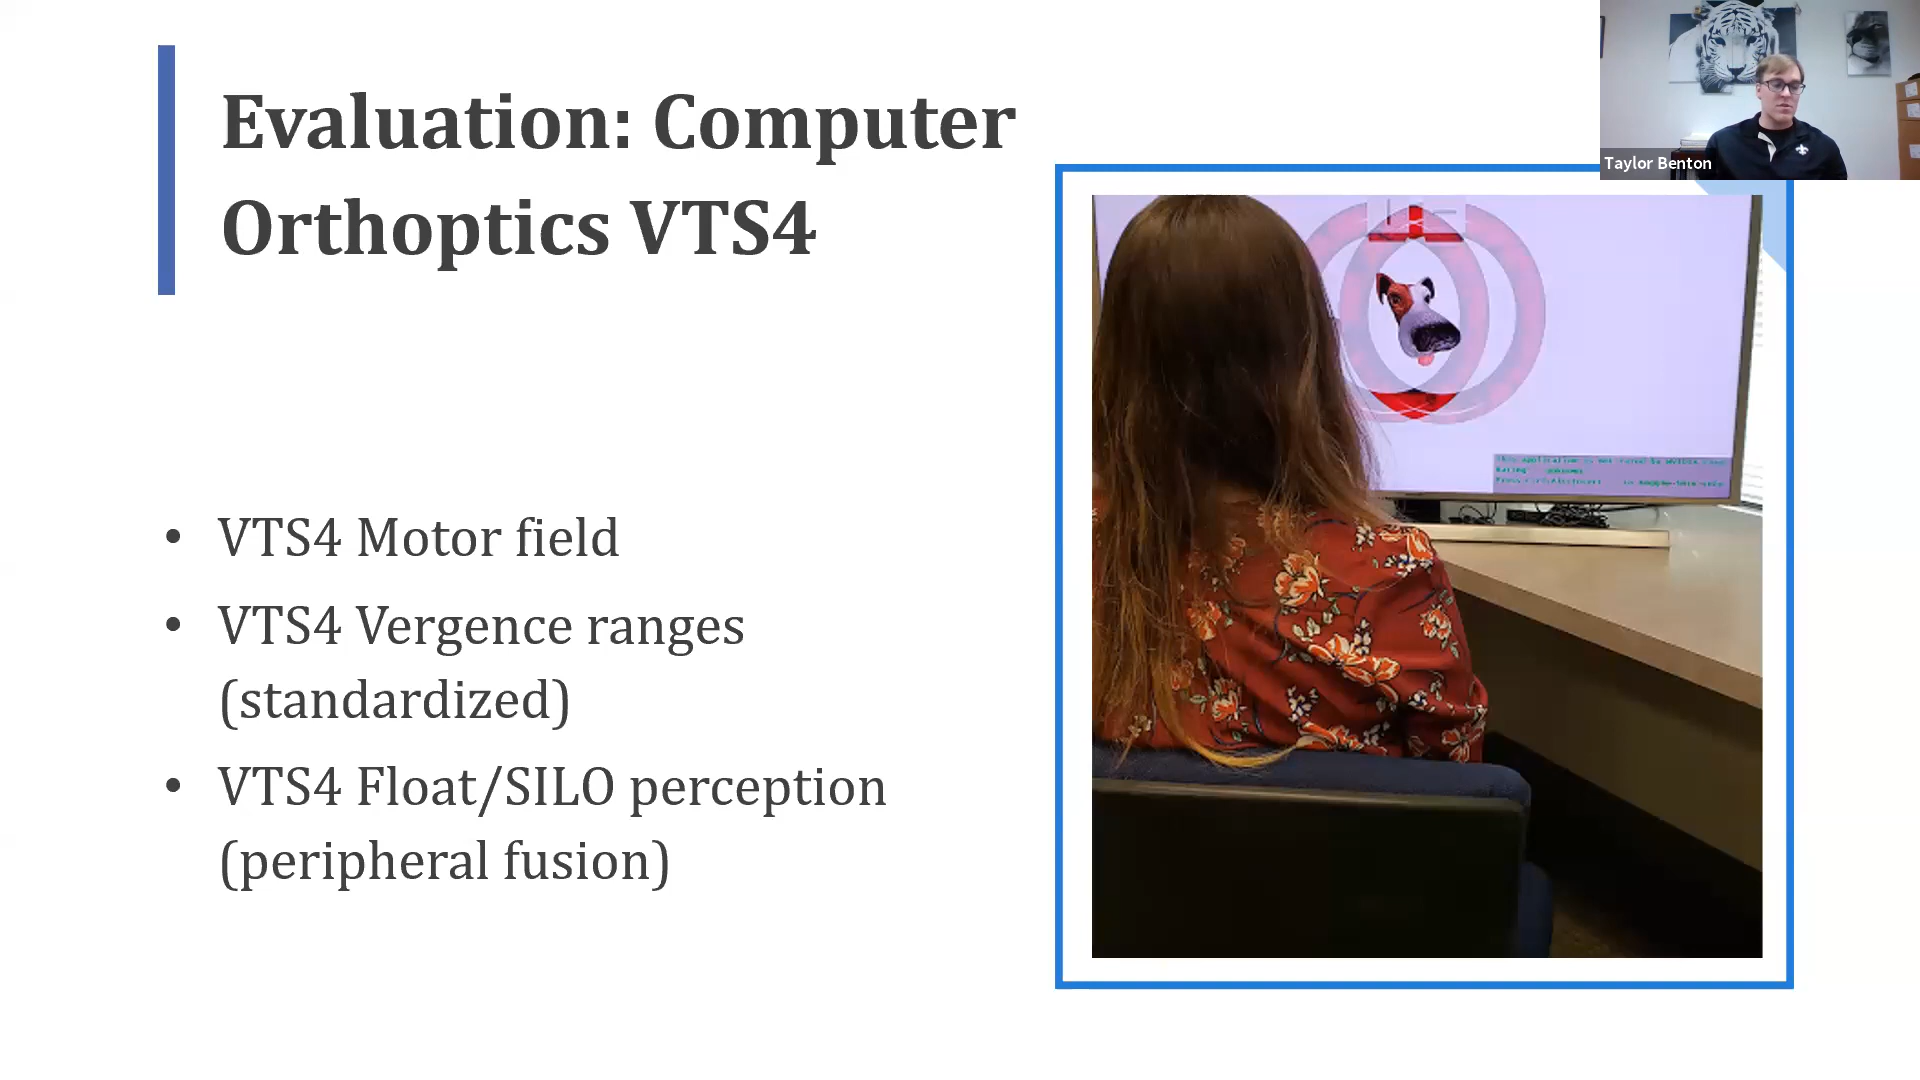 Evaluation: Computer
Orthoptics VTS4
Taylor Benton
• VTS4 Motor field
• VTS4 Vergence ranges
(standardized)
• VTS4 Float/SILO perception
(peripheral fusion)